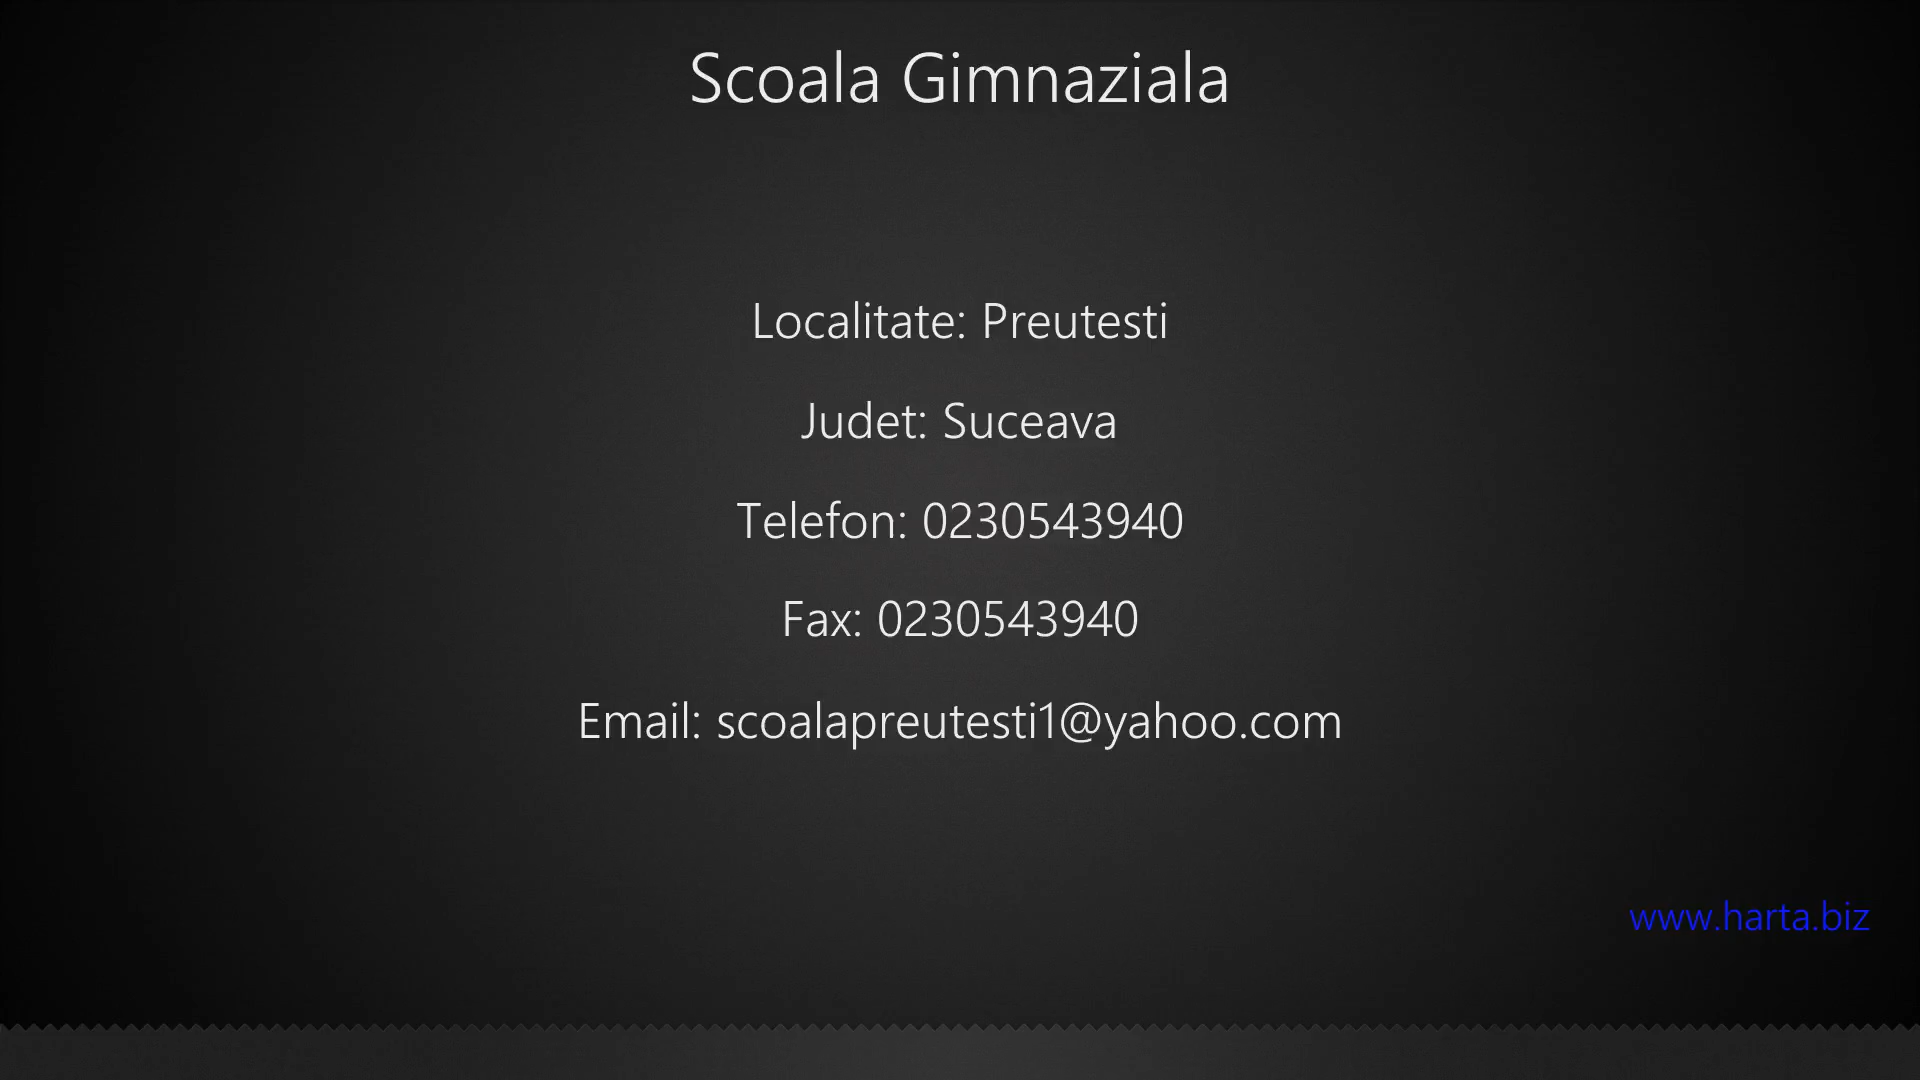 Scoala Gimnaziala
Localitate: Preutesti
Judet: Suceava
Telefon: 0230543940
Fax: 0230543940
Email: scoalapreutesti1@yahoo.com
www.harta.biz